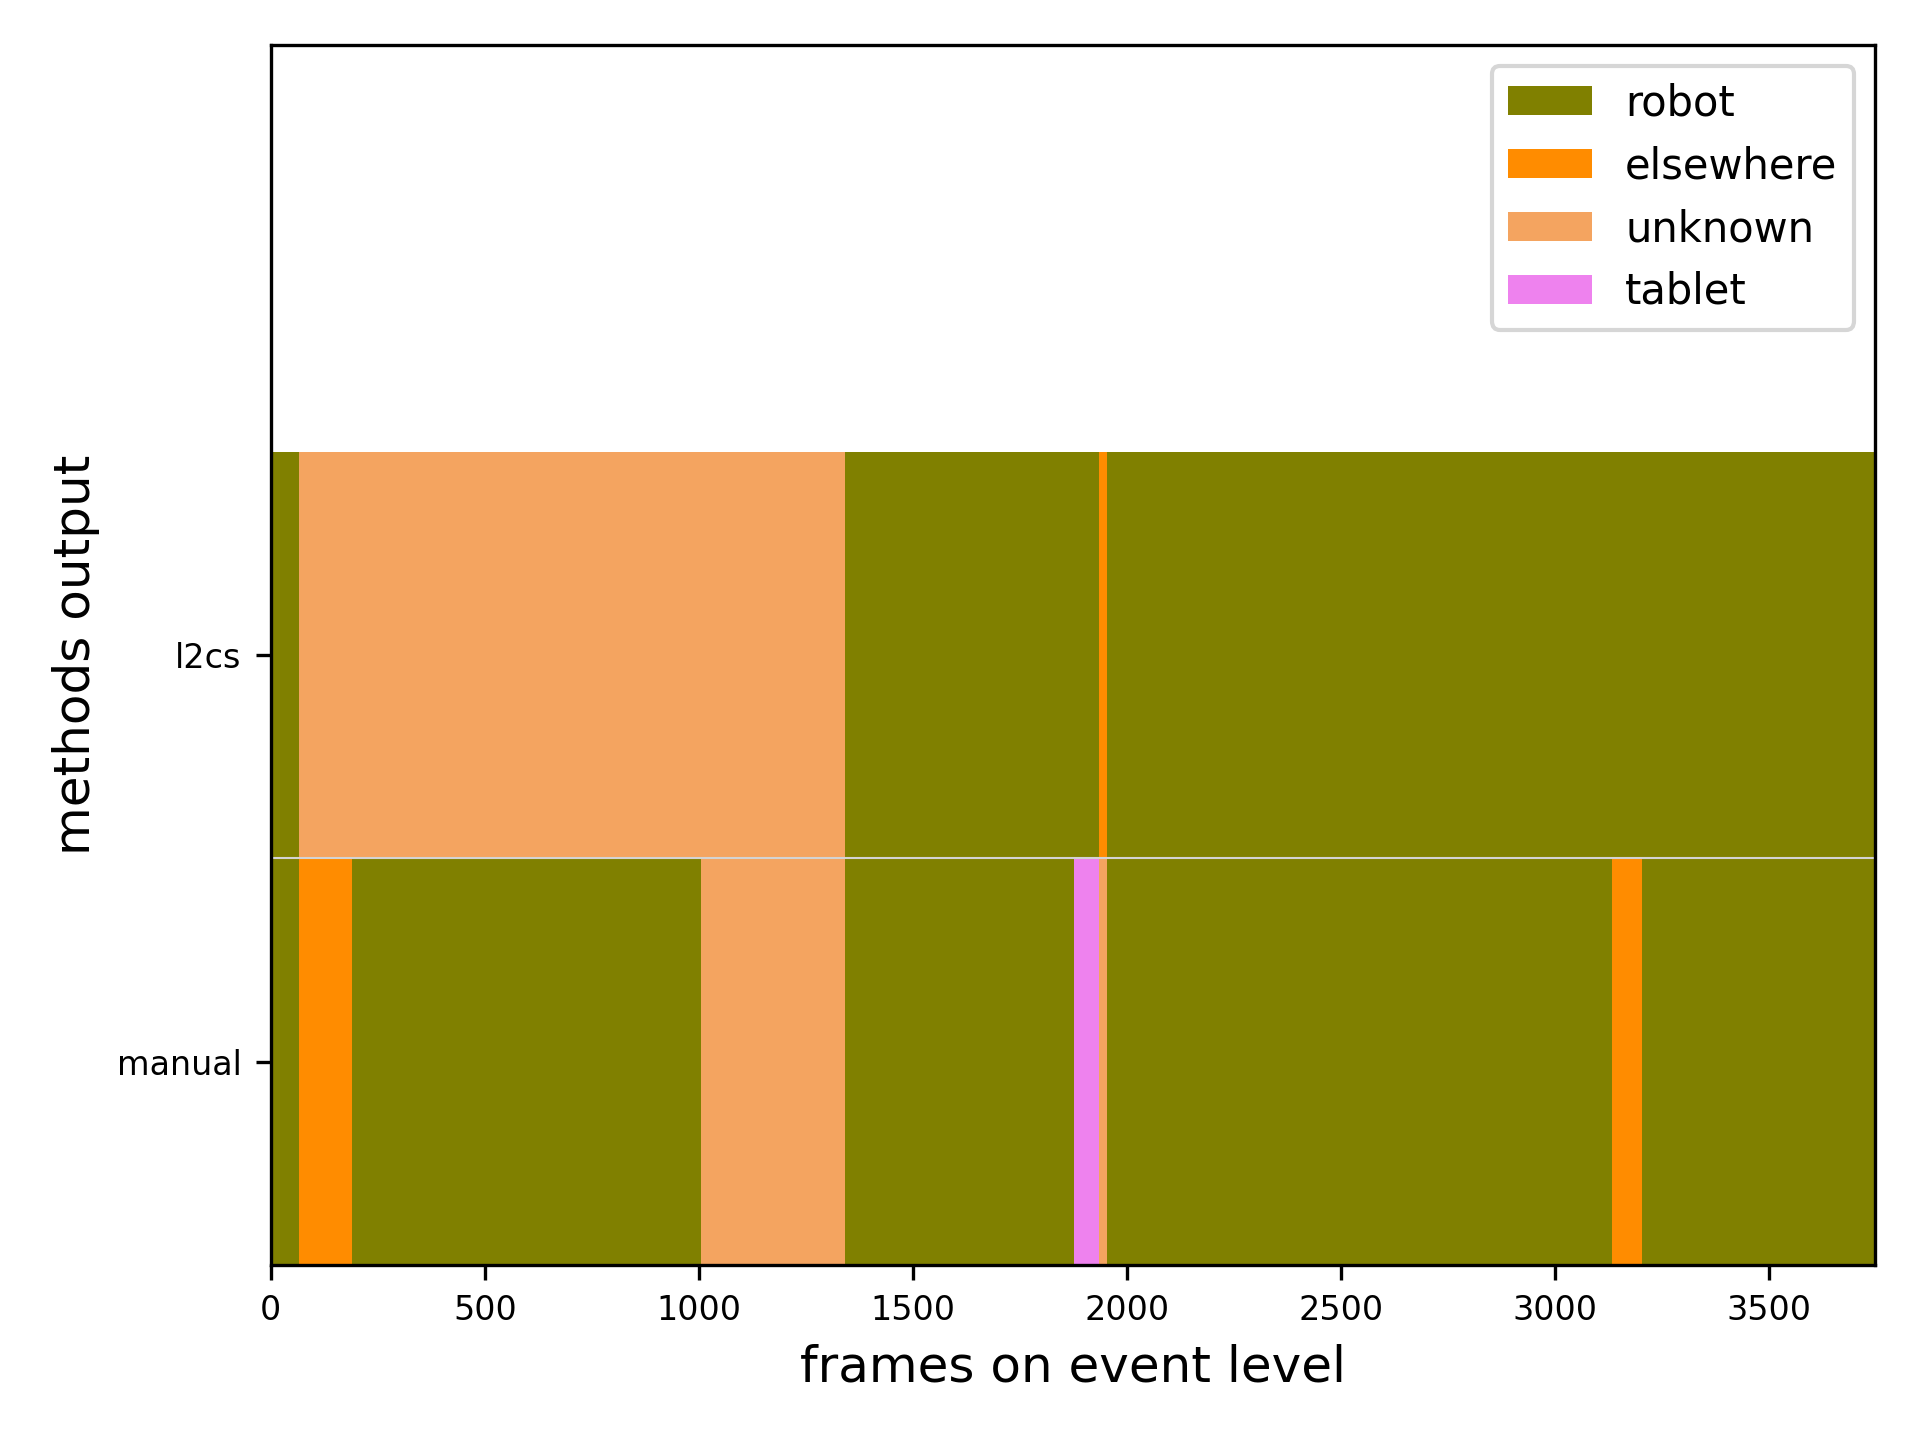 robot
elsewhere
unknown
tablet
methods output
l2cs
manual
0 500 1000 1500 2000 2500 3000 3500
frames on event level